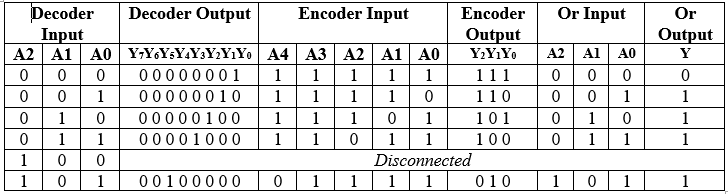 Decoder Input Decoder Output Encoder Input Encoder Output Or Input Or Output
A2 A1 A0 Y₇Y₆Y₅Y₄Y₃Y₂Y₁Y₀ A4 A3 A2 A1 A0 Y₂Y₁Y₀ A2 A1 A0 Y
0 0 0 0 0 0 0 0 0 0 1 1 1 1 1 1 1 1 1 0 0 0 0
0 0 1 0 0 0 0 0 0 1 0 1 1 1 1 0 1 1 0 0 0 1 1
0 1 0 0 0 0 0 0 1 0 0 1 1 1 0 1 1 0 1 0 1 0 1
0 1 1 0 0 0 0 1 0 0 0 1 1 0 1 1 1 0 0 0 1 1 1
1 0 0 Disconnected
1 0 1 0 0 1 0 0 0 0 0 0 1 1 1 1 0 1 0 1 0 1 1